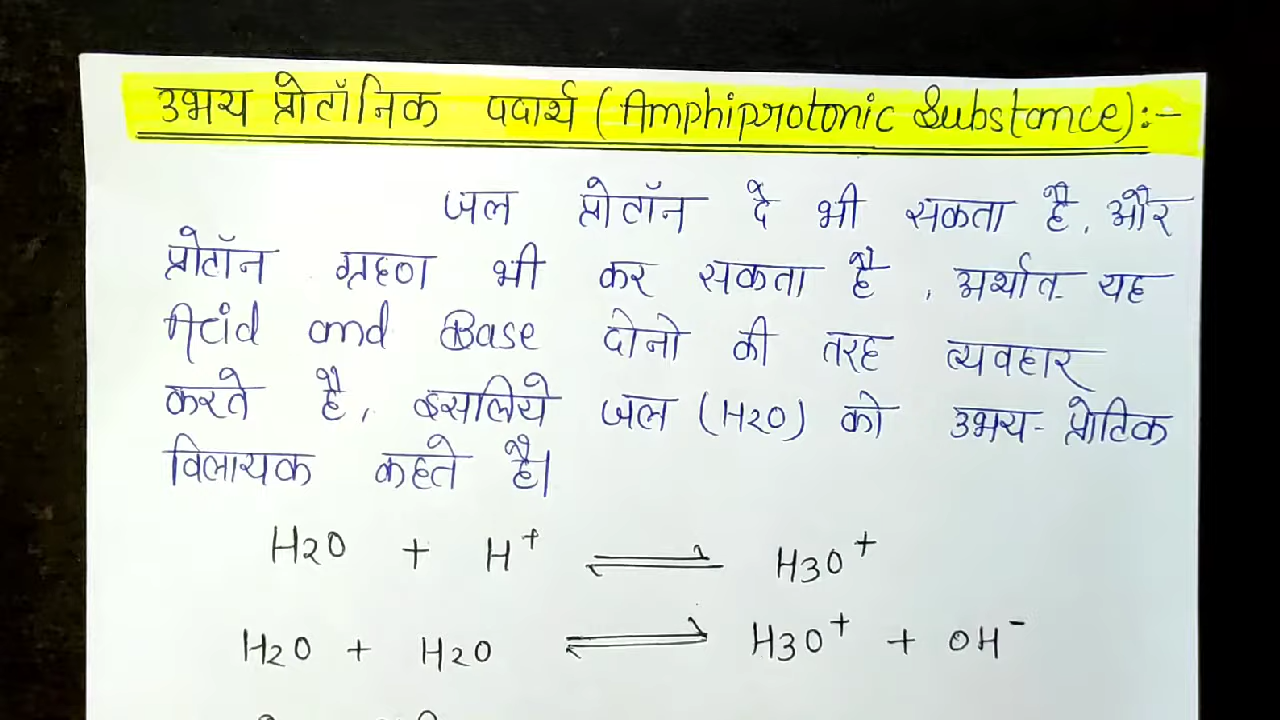 उभय प्रोटॉनिक पदार्थ (Amphiprotonic Substance):-
जल प्रोटॉन दे भी सकता है, और
प्रोटॉन ग्रहण भी कर सकता है, अर्थात यह
Acid and Base दोनो की तरह व्यवहार
करते है, इसलिये जल (H2O) को उभय-प्रोटिक
विलायक कहते है।
H2O + H⁺ ⇌ H3O⁺
H2O + H2O ⇌ H3O⁺ + OH⁻